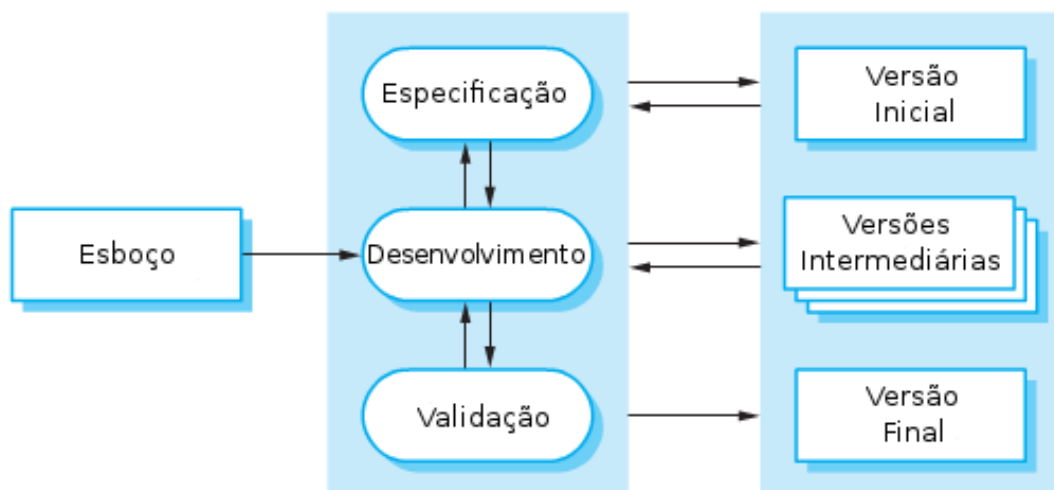 Esboço
Especificação
Desenvolvimento
Validação
Versão
Inicial
Versões
Intermediárias
Versão
Final